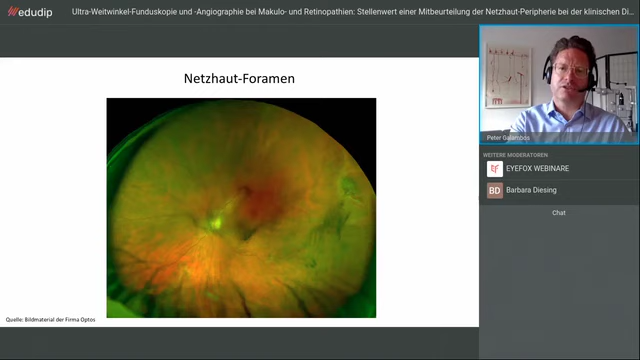 edudip
Ultra-Weitwinkel-Funduskopie und -Angiographie bei Makulo- und Retinopathien: Stellenwert einer Mitbeurteilung der Netzhaut-Peripherie bei der klinischen Di...
Netzhaut-Foramen
Peter Galambos
WEITERE MODERATOREN
EYEFOX WEBINARE
BD
Barbara Diesing
Chat
Quelle: Bildmaterial der Firma Optos